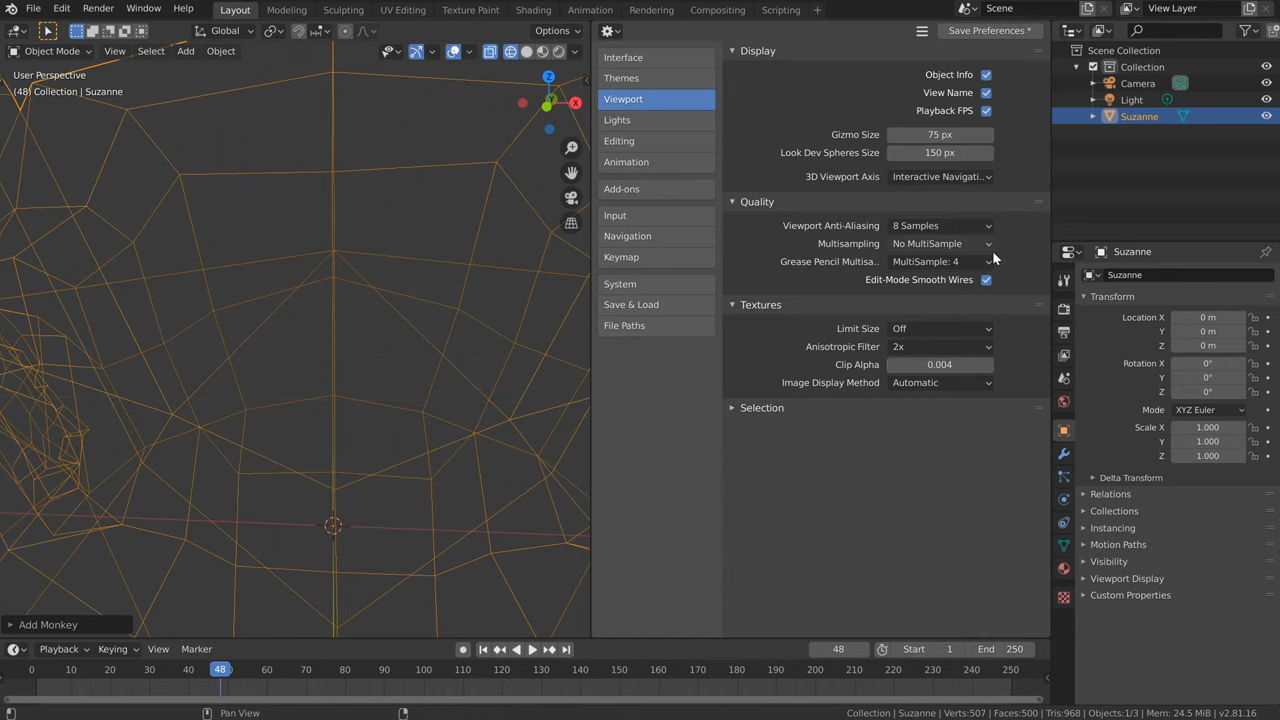 File Edit Render Window Help Layout Modeling Sculpting UV Editing Texture Paint Shading Animation Rendering Compositing Scripting + Scene View Layer
Global Options
Object Mode View Select Add Object
User Perspective
(48) Collection | Suzanne
Z
Y
X
Add Monkey
Save Preferences *
Interface
Themes
Viewport
Lights
Editing
Animation
Add-ons
Input
Navigation
Keymap
System
Save & Load
File Paths
Display
Object Info
View Name
Playback FPS
Gizmo Size 75 px
Look Dev Spheres Size 150 px
3D Viewport Axis Interactive Navigati..
Quality
Viewport Anti-Aliasing 8 Samples
Multisampling No MultiSample
Grease Pencil Multisa.. MultiSample: 4
Edit-Mode Smooth Wires
Textures
Limit Size Off
Anisotropic Filter 2x
Clip Alpha 0.004
Image Display Method Automatic
Selection
Scene Collection
Collection
Camera
Light
Suzanne
Suzanne
Suzanne
Transform
Location X 0 m
Y 0 m
Z 0 m
Rotation X 0°
Y 0°
Z 0°
Mode XYZ Euler
Scale X 1.000
Y 1.000
Z 1.000
Delta Transform
Relations
Collections
Instancing
Motion Paths
Visibility
Viewport Display
Custom Properties
Playback Keying View Marker 48 Start 1 End 250
0 10 20 30 40 48 60 70 80 90 100 110 120 130 140 150 160 170 180 190 200 210 220 230 240 250
Pan View Collection | Suzanne | Verts:507 | Faces:500 | Tris:968 | Objects:1/3 | Mem: 24.5 MiB | v2.81.16